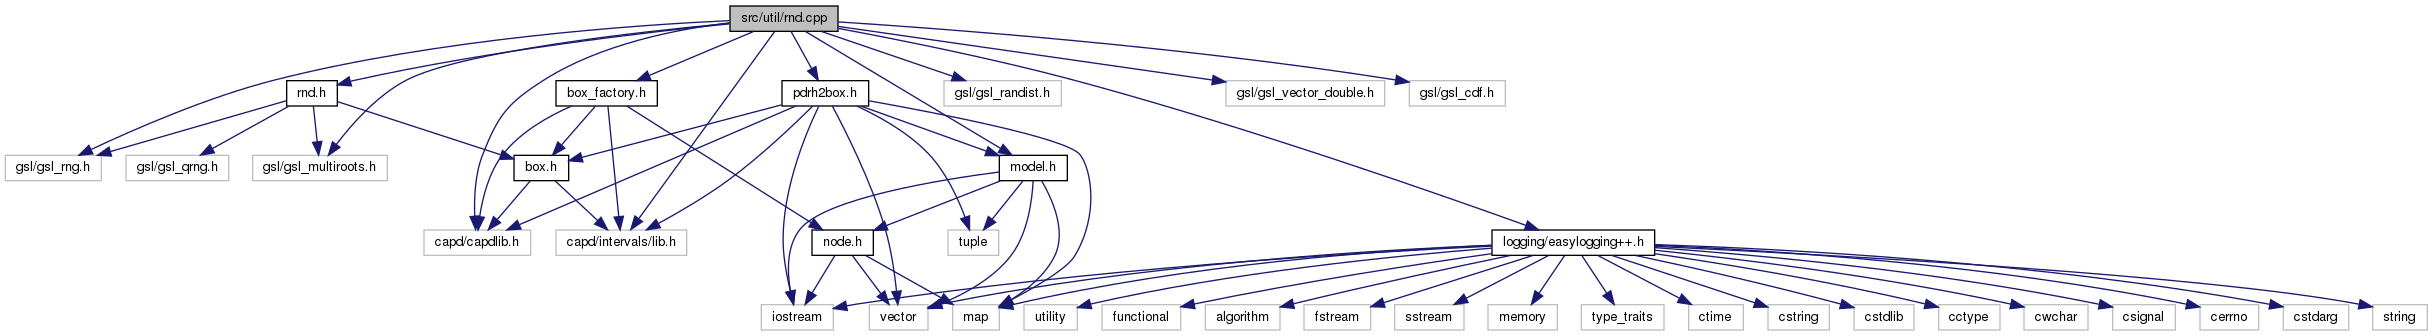 src/util/rnd.cpp
rnd.h
box_factory.h
pdrh2box.h
gsl/gsl_randist.h
gsl/gsl_vector_double.h
gsl/gsl_cdf.h
gsl/gsl_rng.h
gsl/gsl_qrng.h
gsl/gsl_multiroots.h
box.h
model.h
capd/capdlib.h
capd/intervals/lib.h
node.h
tuple
logging/easylogging++.h
iostream
vector
map
utility
functional
algorithm
fstream
sstream
memory
type_traits
ctime
cstring
cstdlib
cctype
cwchar
csignal
cerrno
cstdarg
string